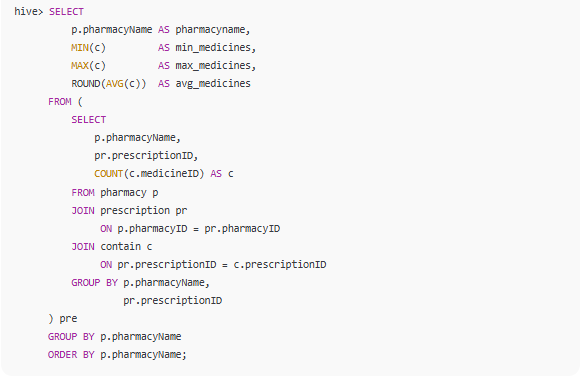 hive> SELECT
p.pharmacyName AS pharmacyname,
MIN(c) AS min_medicines,
MAX(c) AS max_medicines,
ROUND(AVG(c)) AS avg_medicines
FROM (
SELECT
p.pharmacyName,
pr.prescriptionID,
COUNT(c.medicineID) AS c
FROM pharmacy p
JOIN prescription pr
ON p.pharmacyID = pr.pharmacyID
JOIN contain c
ON pr.prescriptionID = c.prescriptionID
GROUP BY p.pharmacyName,
pr.prescriptionID
) pre
GROUP BY p.pharmacyName
ORDER BY p.pharmacyName;